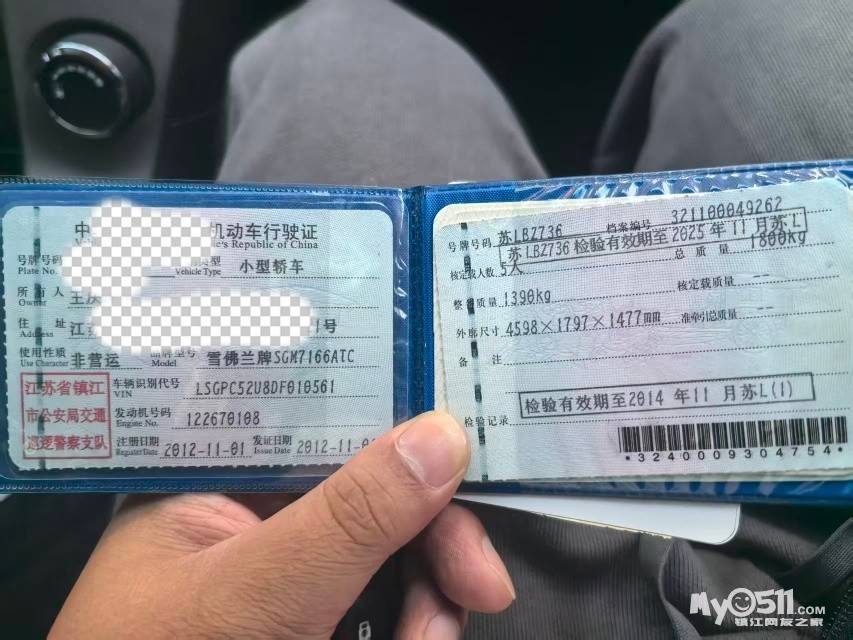 机动车行驶证
's Republic of China
号牌号码
Plate No.
Vehicle Type
小型轿车
所有人
Owner
住址
Address
江苏
号
使用性质
Use Character
非营运
品牌型号
Model
雪佛兰牌SGM7166ATC
江苏省镇江
市公安局交通
巡逻警察支队
车辆识别代号
VIN
LSGPC52U8DF010561
发动机号码
Engine No.
122670108
注册日期
Register Date
2012-11-01
发证日期
Issue Date
2012-11-0
号牌号码
苏LBZ736
档案编号
321100049262
苏LBZ736 检验有效期至2025年11月苏L
核定载人数
5人
总质量
1800kg
整备质量
1390kg
核定载质量
--
外廓尺寸
4598×1797×1477mm
准牵引总质量
--
备注
检验有效期至2014年11月苏L(1)
检验记录
*3240009304754*
My0511.COM
镇江网友之家